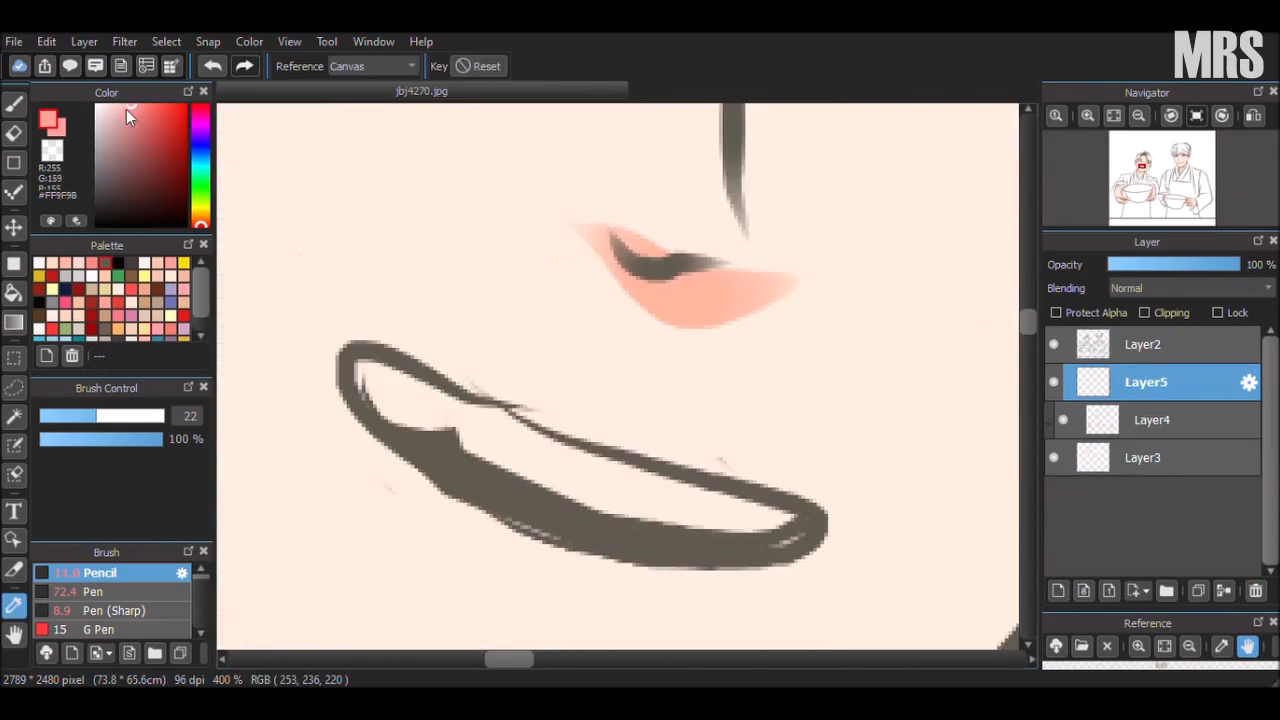 MRS
File Edit Layer Filter Select Snap Color View Tool Window Help
Reference Canvas Key Reset
Color
jbj4270.jpg
Navigator
R:255
G:159
B:155
#FF9F9B
Palette
---
Brush Control
22
100 %
Brush
11.0 Pencil
72.4 Pen
8.9 Pen (Sharp)
15 G Pen
Layer
Opacity 100 %
Blending Normal
Protect Alpha Clipping Lock
Layer2
Layer5
Layer4
Layer3
Reference
2789 * 2480 pixel (73.8 * 65.6cm) 96 dpi 400 % RGB ( 253, 236, 220 )